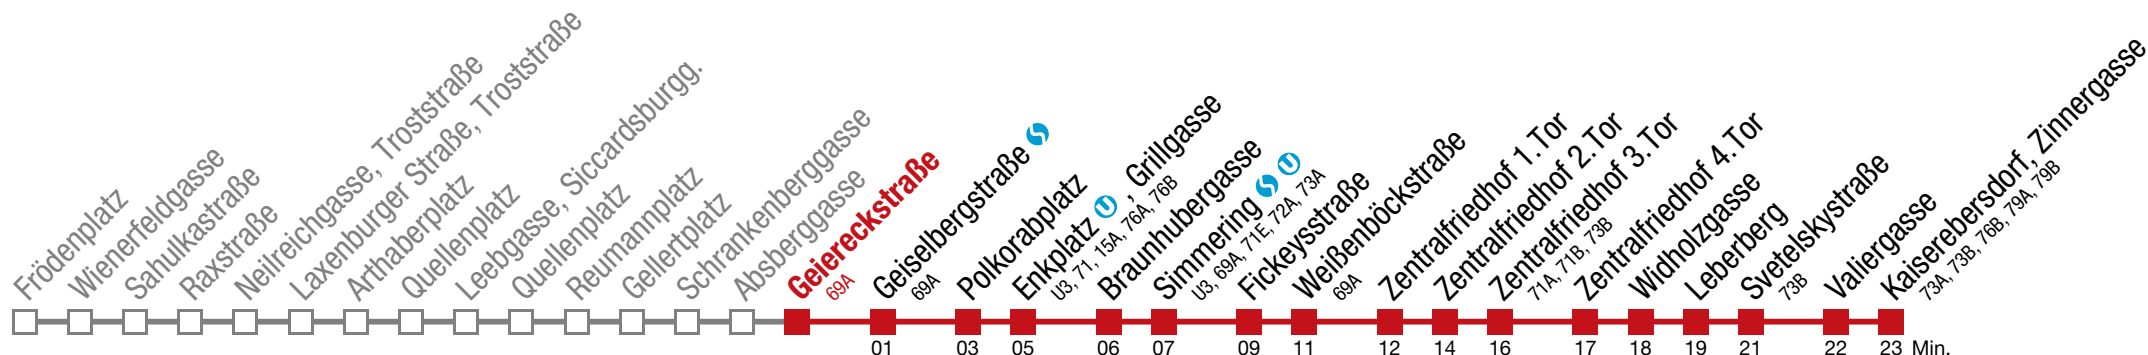 Frödenplatz
Wienerfeldgasse
Sahulkastraße
Raxstraße
Neilreichgasse, Troststraße
Laxenburger Straße, Troststraße
Arthaberplatz
Quellenplatz
Leebgasse, Siccardsburgg.
Quellenplatz
Reumannplatz
Gellertplatz
Schrankenberggasse
Absberggasse
Geiereckstraße
69A
Geiselbergstraße
69A
Polkorabplatz
Enkplatz U, Grillgasse
U3, 71, 15A, 76A, 76B
Braunhubergasse
Simmering U
U3, 69A, 71E, 72A, 73A
Fickeysstraße
Weißenböckstraße
69A
Zentralfriedhof 1.Tor
Zentralfriedhof 2.Tor
Zentralfriedhof 3.Tor
71A, 71B, 73B
Zentralfriedhof 4.Tor
Widholzgasse
Leberberg
Svetelskystraße
73B
Valiergasse
Kaiserebersdorf, Zinnergasse
73A, 73B, 76B, 79A, 79B
01 03 05 06 07 09 11 12 14 16 17 18 19 21 22 23 Min.